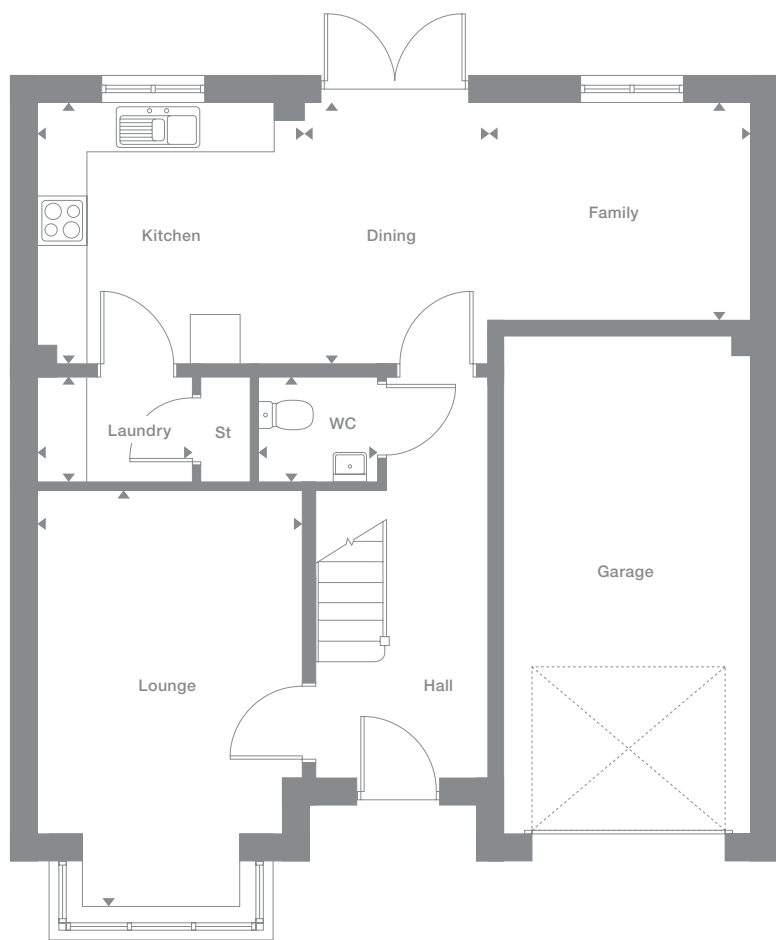 Family
Kitchen
Dining
Laundry
St
WC
Garage
Lounge
Hall